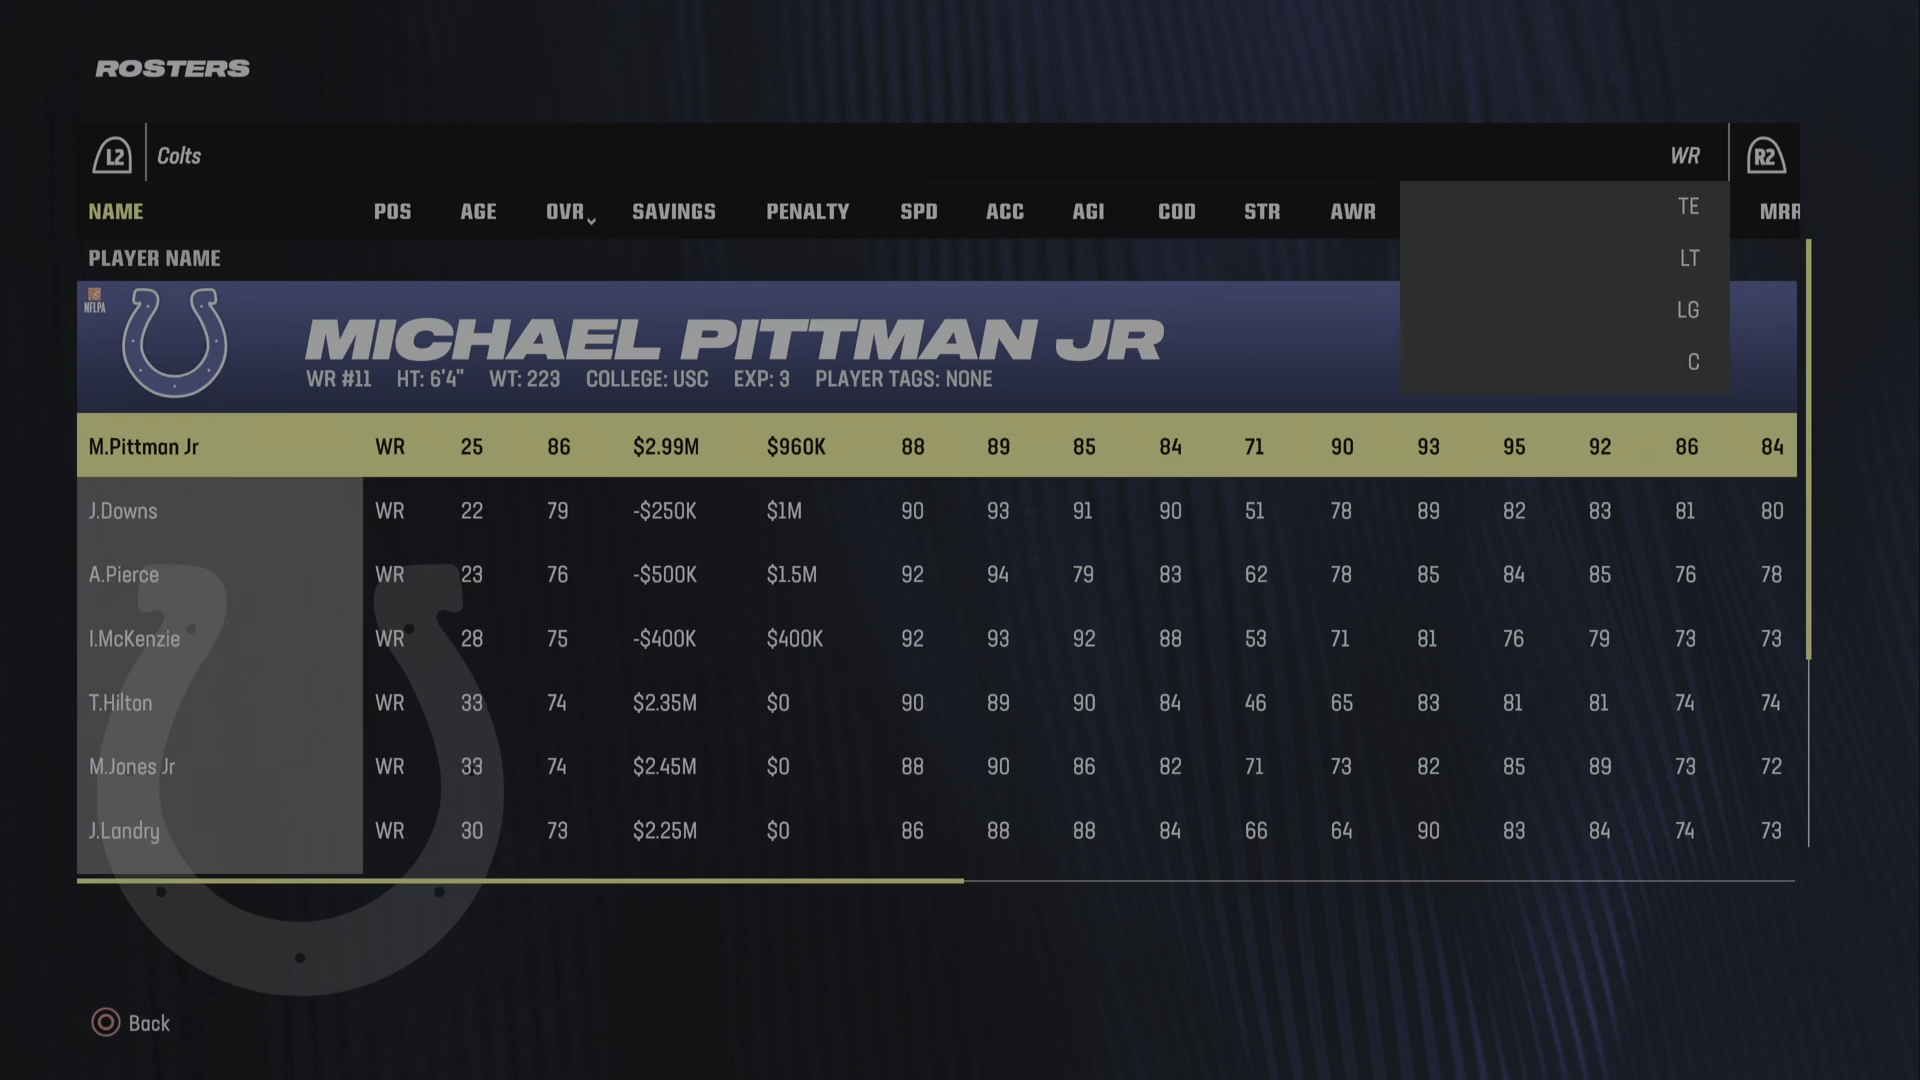 ROSTERS
L2 Colts WR R2
NAME POS AGE OVR SAVINGS PENALTY SPD ACC AGI COD STR AWR TE MRR
PLAYER NAME LT
NFLPA
LG
MICHAEL PITTMAN JR
C
WR #11 HT: 6'4" WT: 223 COLLEGE: USC EXP: 3 PLAYER TAGS: NONE
M.Pittman Jr WR 25 86 $2.99M $960K 88 89 85 84 71 90 93 95 92 86 84
J.Downs WR 22 79 -$250K $1M 90 93 91 90 51 78 89 82 83 81 80
A.Pierce WR 23 76 -$500K $1.5M 92 94 79 83 62 78 85 84 85 76 78
I.McKenzie WR 28 75 -$400K $400K 92 93 92 88 53 71 81 76 79 73 73
T.Hilton WR 33 74 $2.35M $0 90 89 90 84 46 65 83 81 81 74 74
M.Jones Jr WR 33 74 $2.45M $0 88 90 86 82 71 73 82 85 89 73 72
J.Landry WR 30 73 $2.25M $0 86 88 88 84 66 64 90 83 84 74 73
Back